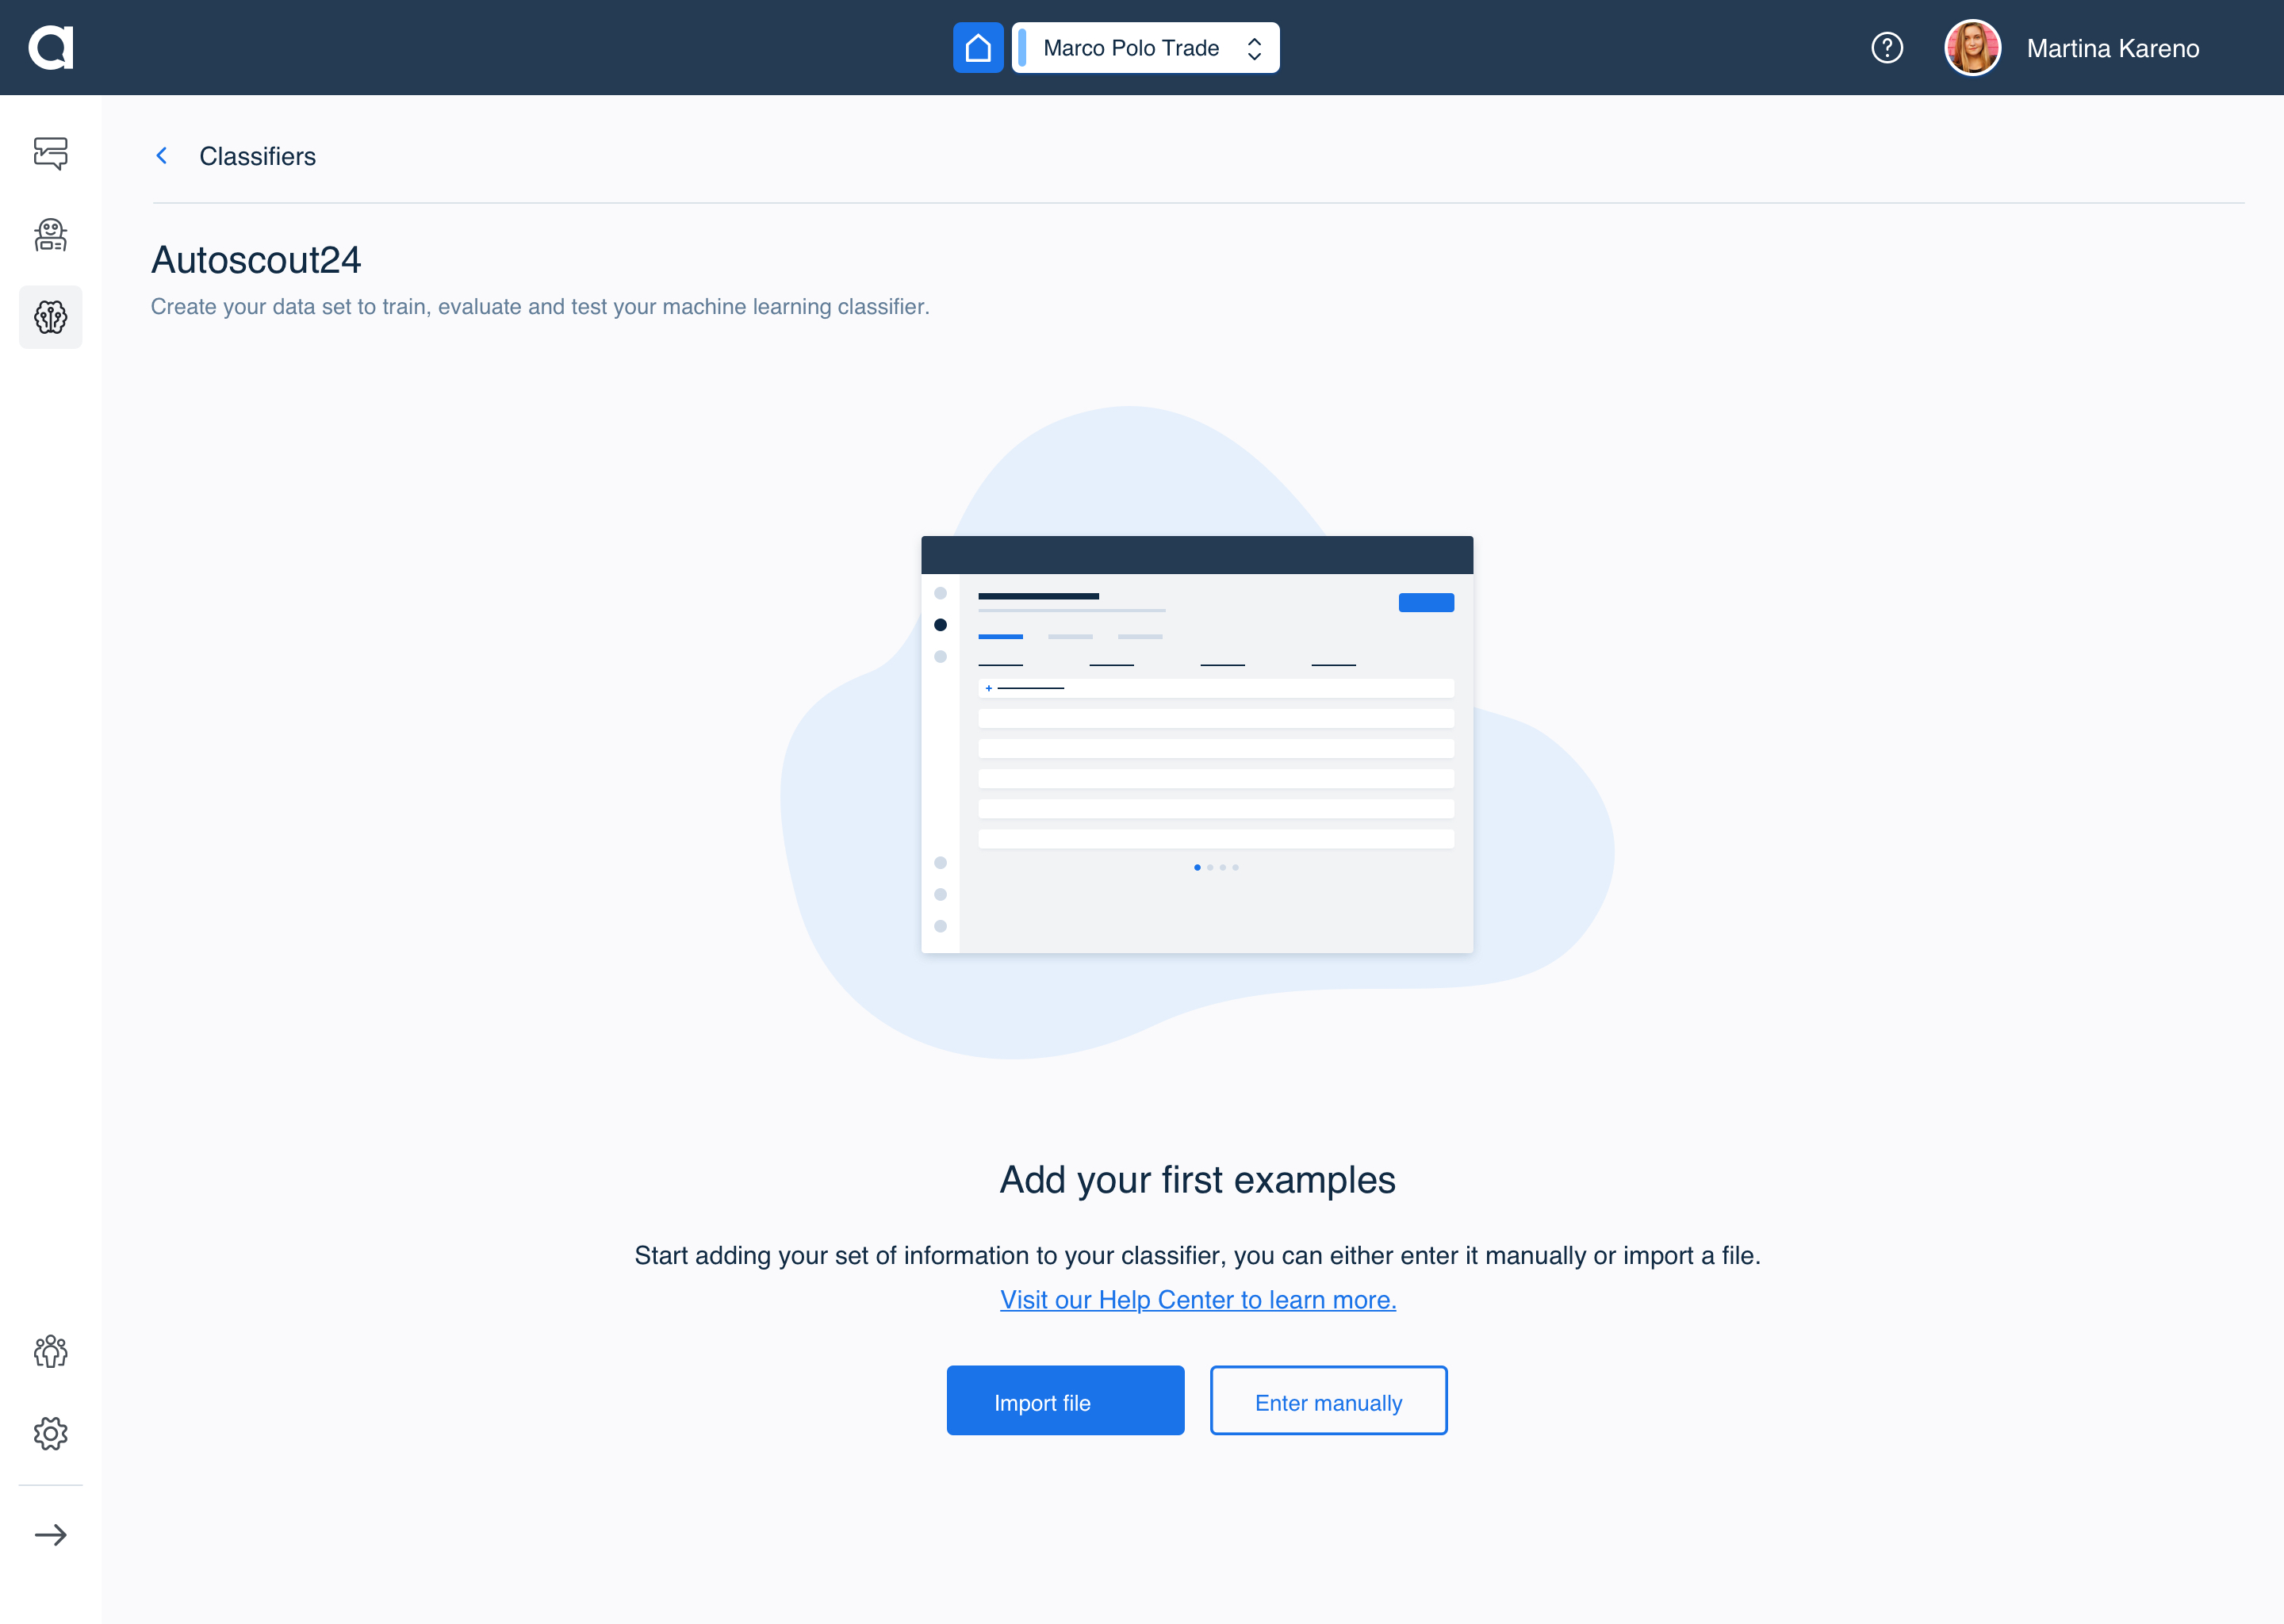 Marco Polo Trade
Martina Kareno
Classifiers
Autoscout24
Create your data set to train, evaluate and test your machine learning classifier.
Add your first examples
Start adding your set of information to your classifier, you can either enter it manually or import a file.
Visit our Help Center to learn more.
Import file
Enter manually